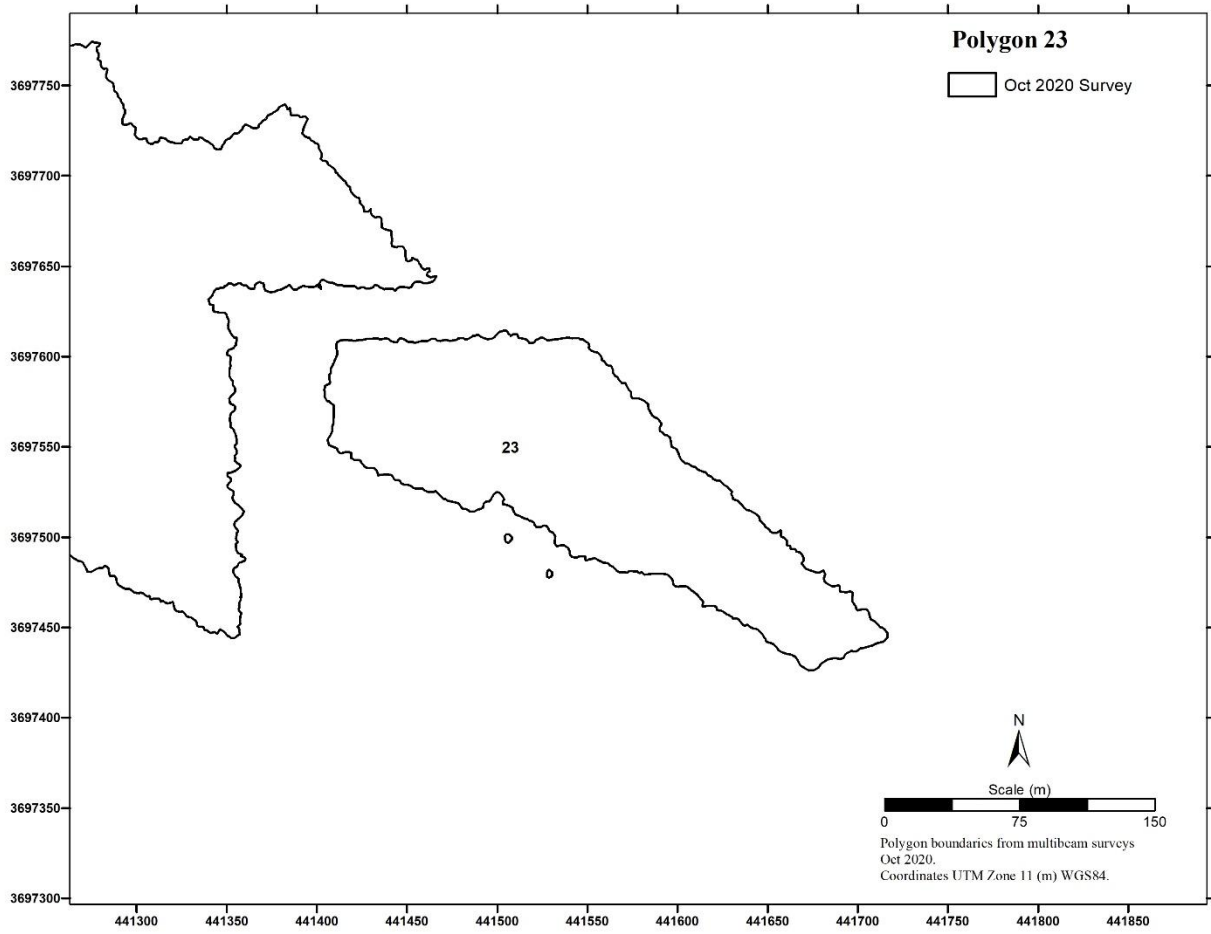 Polygon 23
Oct 2020 Survey
3697750
3697700
3697650
3697600
3697550
3697500
3697450
3697400
3697350
3697300
23
N
Scale (m)
0 75 150
Polygon boundaries from multibeam surveys
Oct 2020.
Coordinates UTM Zone 11 (m) WGS84.
441300 441350 441400 441450 441500 441550 441600 441650 441700 441750 441800 441850